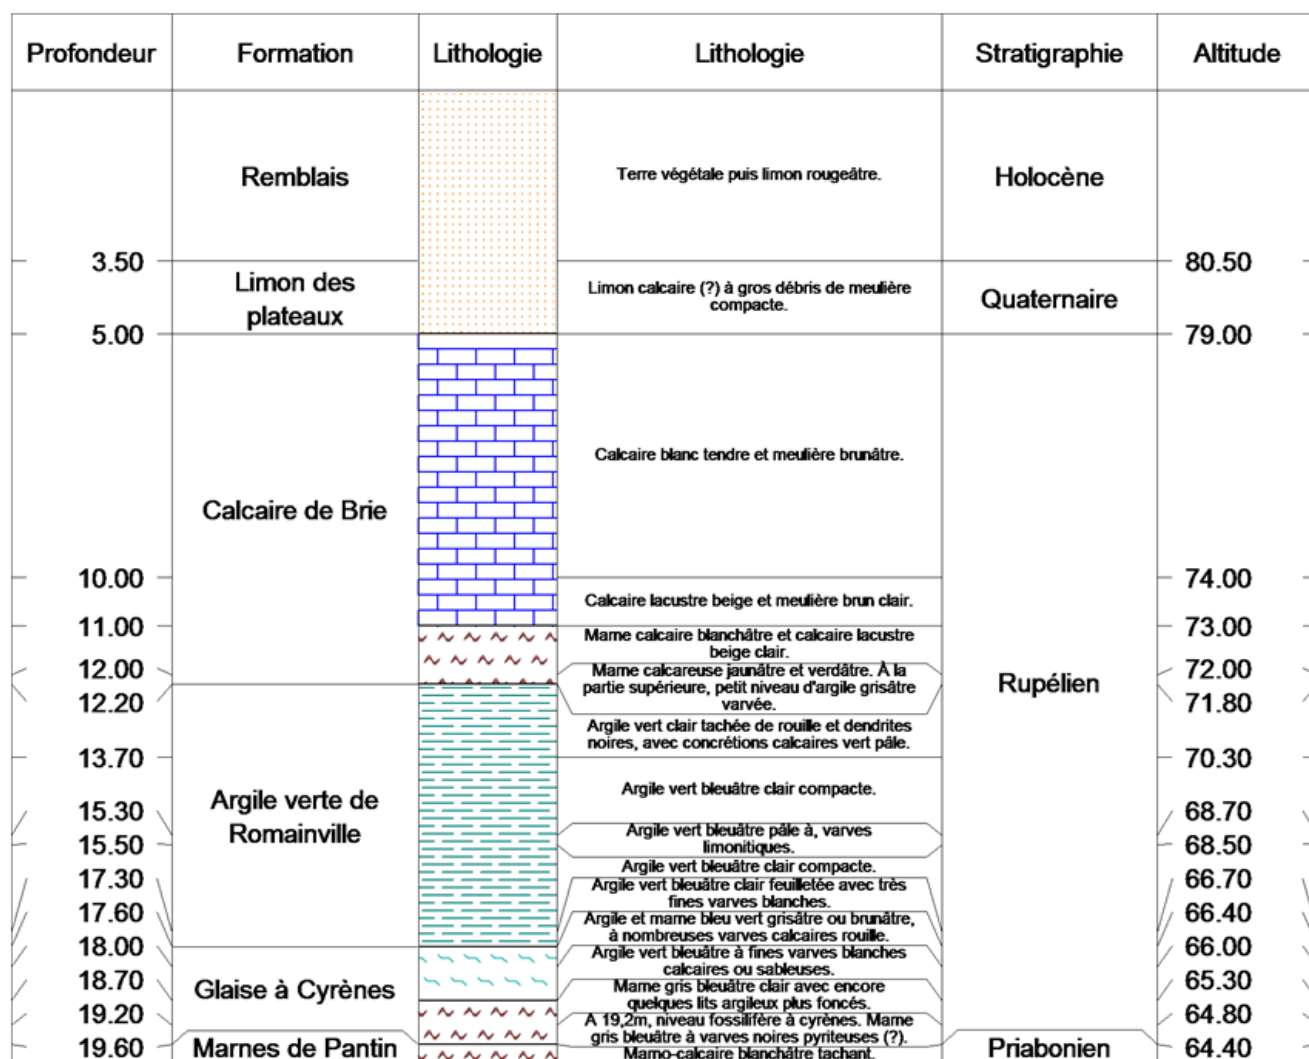 Profondeur Formation Lithologie Lithologie Stratigraphie Altitude
Remblais
Terre végétale puis limon rougeâtre.
Holocène
3.50
80.50
Limon des
plateaux
Limon calcaire (?) à gros débris de meulière
compacte.
Quaternaire
5.00
79.00
Calcaire blanc tendre et meulière brunâtre.
Calcaire de Brie
10.00
74.00
Calcaire lacustre beige et meulière brun clair.
11.00
73.00
Marne calcaire blanchâtre et calcaire lacustre
beige clair.
12.00
72.00
Marne calcareuse jaunâtre et verdâtre. À la
partie supérieure, petit niveau d'argile grisâtre
varvée.
Rupélien
12.20
71.80
Argile vert clair tachée de rouille et dendrites
noires, avec concrétions calcaires vert pâle.
13.70
70.30
Argile vert bleuâtre clair compacte.
Argile verte de
Romainville
15.30
68.70
Argile vert bleuâtre pâle à, varves
limonitiques.
15.50
68.50
Argile vert bleuâtre clair compacte.
17.30
66.70
Argile vert bleuâtre clair feuilletée avec très
fines varves blanches.
17.60
66.40
Argile et marne bleu vert grisâtre ou brunâtre,
à nombreuses varves calcaires rouille.
18.00
66.00
Argile vert bleuâtre à fines varves blanches
calcaires ou sableuses.
18.70
65.30
Glaise à Cyrènes
Marne gris bleuâtre clair avec encore
quelques lits argileux plus foncés.
19.20
64.80
A 19,2m, niveau fossilifère à cyrènes. Marne
gris bleuâtre à varves noires pyriteuses (?).
19.60
64.40
Marnes de Pantin
Marno-calcaire blanchâtre tachant.
Priabonien